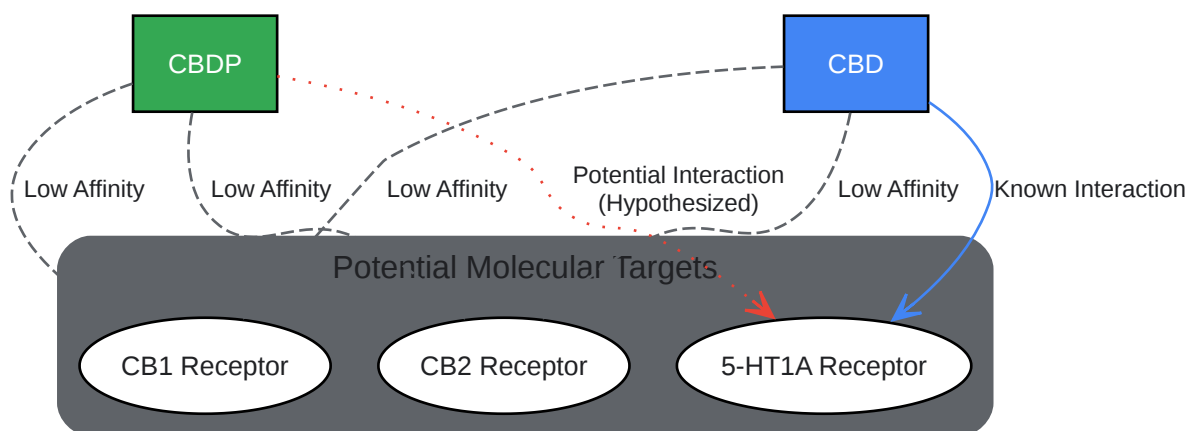 CBDP
CBD
Low Affinity
Low Affinity
Low Affinity
Potential Interaction
(Hypothesized)
Low Affinity
Known Interaction
Potential Molecular Targets
CB1 Receptor
CB2 Receptor
5-HT1A Receptor